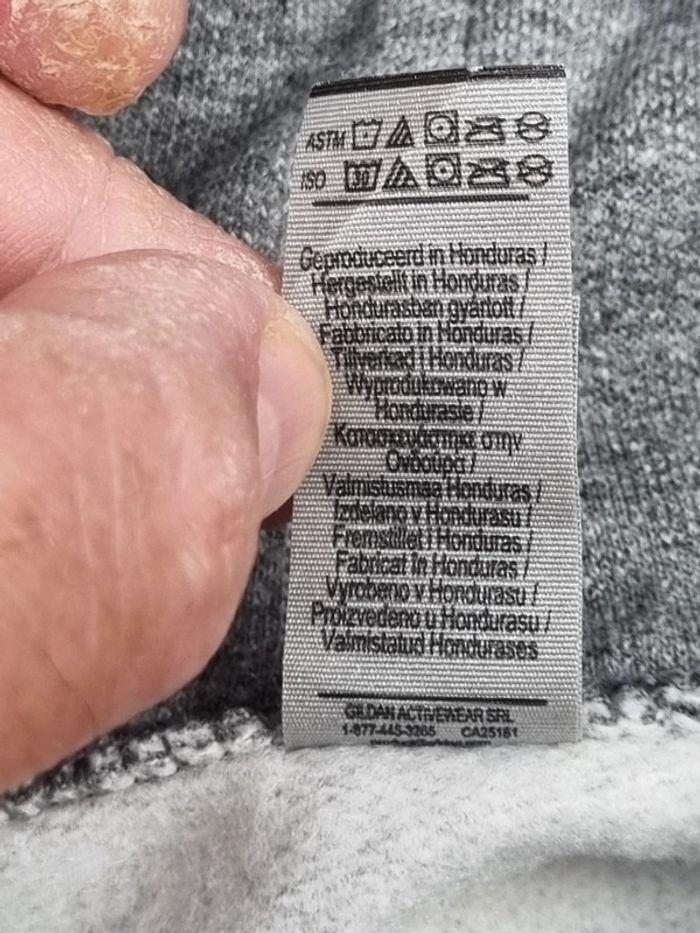 ASTM
ISO 30
Geproduceerd in Honduras /
Hergestellt in Honduras /
Hondurasban gyártott /
Fabbricato in Honduras /
Tillverkad i Honduras /
Wyprodukowano w
Hondurasie /
Κατασκευάστηκε στην
Ονδούρα /
Valmistusmaa Honduras /
Izdelano v Hondurasu /
Fremstillet i Honduras /
Fabricat în Honduras /
Vyrobeno v Hondurasu /
Proizvedeno u Hondurasu /
Valmistatud Hondurases
GILDAN ACTIVEWEAR SRL
1-877-445-3265 CA25181